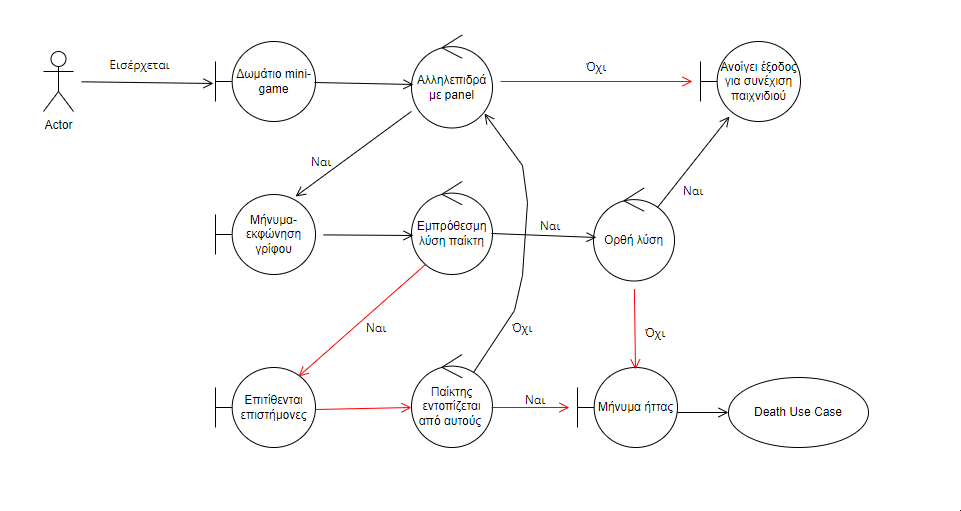 Εισέρχεται
Actor
Δωμάτιο mini-
game
Αλληλεπιδρά
με panel
Όχι
Ανοίγει έξοδος
για συνέχιση
παιχνιδιού
Ναι
Ναι
Μήνυμα-
εκφώνηση
γρίφου
Εμπρόθεσμη
λύση παίκτη
Ναι
Ορθή λύση
Ναι
Όχι
Όχι
Επιτίθενται
επιστήμονες
Παίκτης
εντοπίζεται
από αυτούς
Ναι
Μήνυμα ήττας
Death Use Case